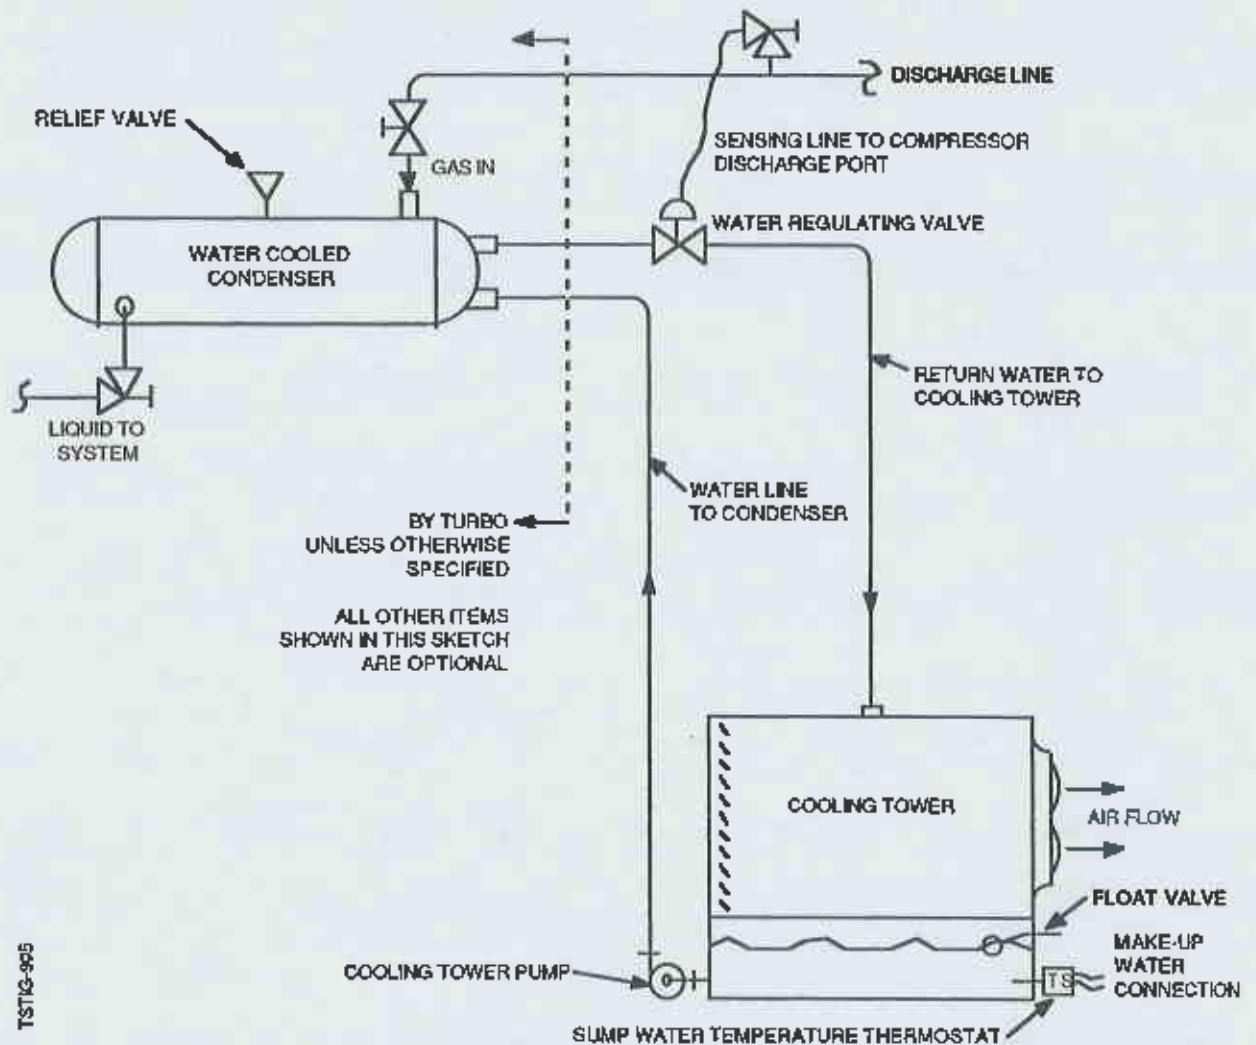 DISCHARGE LINE
RELIEF VALVE
GAS IN
SENSING LINE TO COMPRESSOR
DISCHARGE PORT
WATER REGULATING VALVE
WATER COOLED
CONDENSER
RETURN WATER TO
COOLING TOWER
LIQUID TO
SYSTEM
WATER LINE
TO CONDENSER
BY TURBO
UNLESS OTHERWISE
SPECIFIED
ALL OTHER ITEMS
SHOWN IN THIS SKETCH
ARE OPTIONAL
COOLING TOWER
AIR FLOW
FLOAT VALVE
MAKE-UP
WATER
CONNECTION
TS
COOLING TOWER PUMP
SUMP WATER TEMPERATURE THERMOSTAT
TSTIG-905